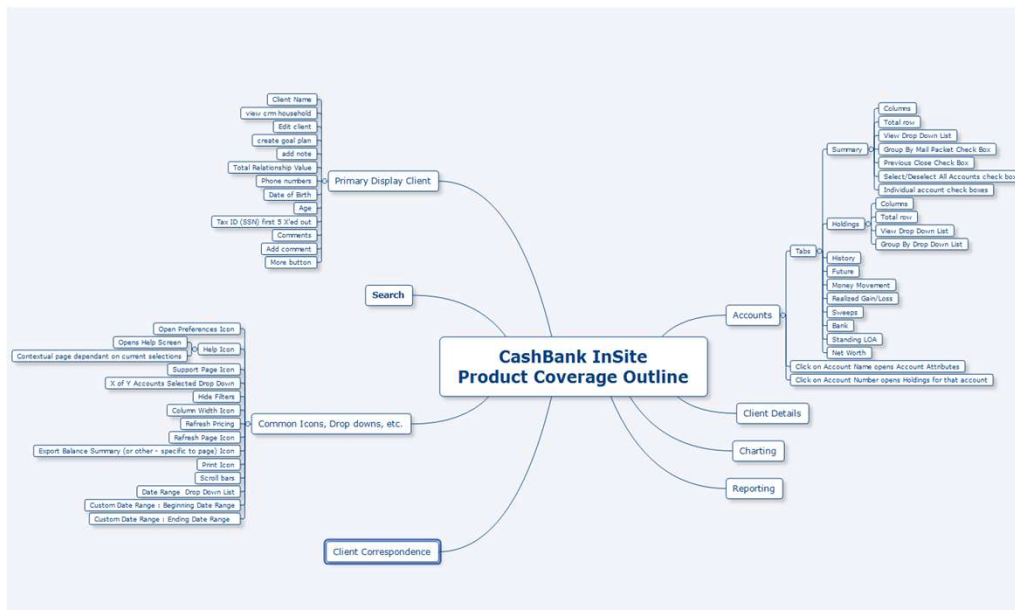 CashBank InSite
Product Coverage Outline
Primary Display Client
Client Name
view crm household
Edit client
create goal plan
add note
Total Relationship Value
Phone numbers
Date of Birth
Age
Tax ID (SSN) first 5 X'ed out
Comments
Add comment
More button
Search
Common Icons, Drop downs, etc.
Open Preferences Icon
Help Icon
Opens Help Screen
Contextual page dependant on current selections
Support Page Icon
X of Y Accounts Selected Drop Down
Hide Filters
Column Width Icon
Refresh Pricing
Refresh Page Icon
Export Balance Summary (or other - specific to page) Icon
Print Icon
Scroll bars
Date Range Drop Down List
Custom Date Range : Beginning Date Range
Custom Date Range : Ending Date Range
Client Correspondence
Accounts
Tabs
Summary
Columns
Total row
View Drop Down List
Group By Mail Packet Check Box
Previous Close Check Box
Select/Deselect All Accounts check box
Individual account check boxes
Holdings
Columns
Total row
View Drop Down List
Group By Drop Down List
History
Future
Money Movement
Realized Gain/Loss
Sweeps
Bank
Standing LOA
Net Worth
Click on Account Name opens Account Attributes
Click on Account Number opens Holdings for that account
Client Details
Charting
Reporting